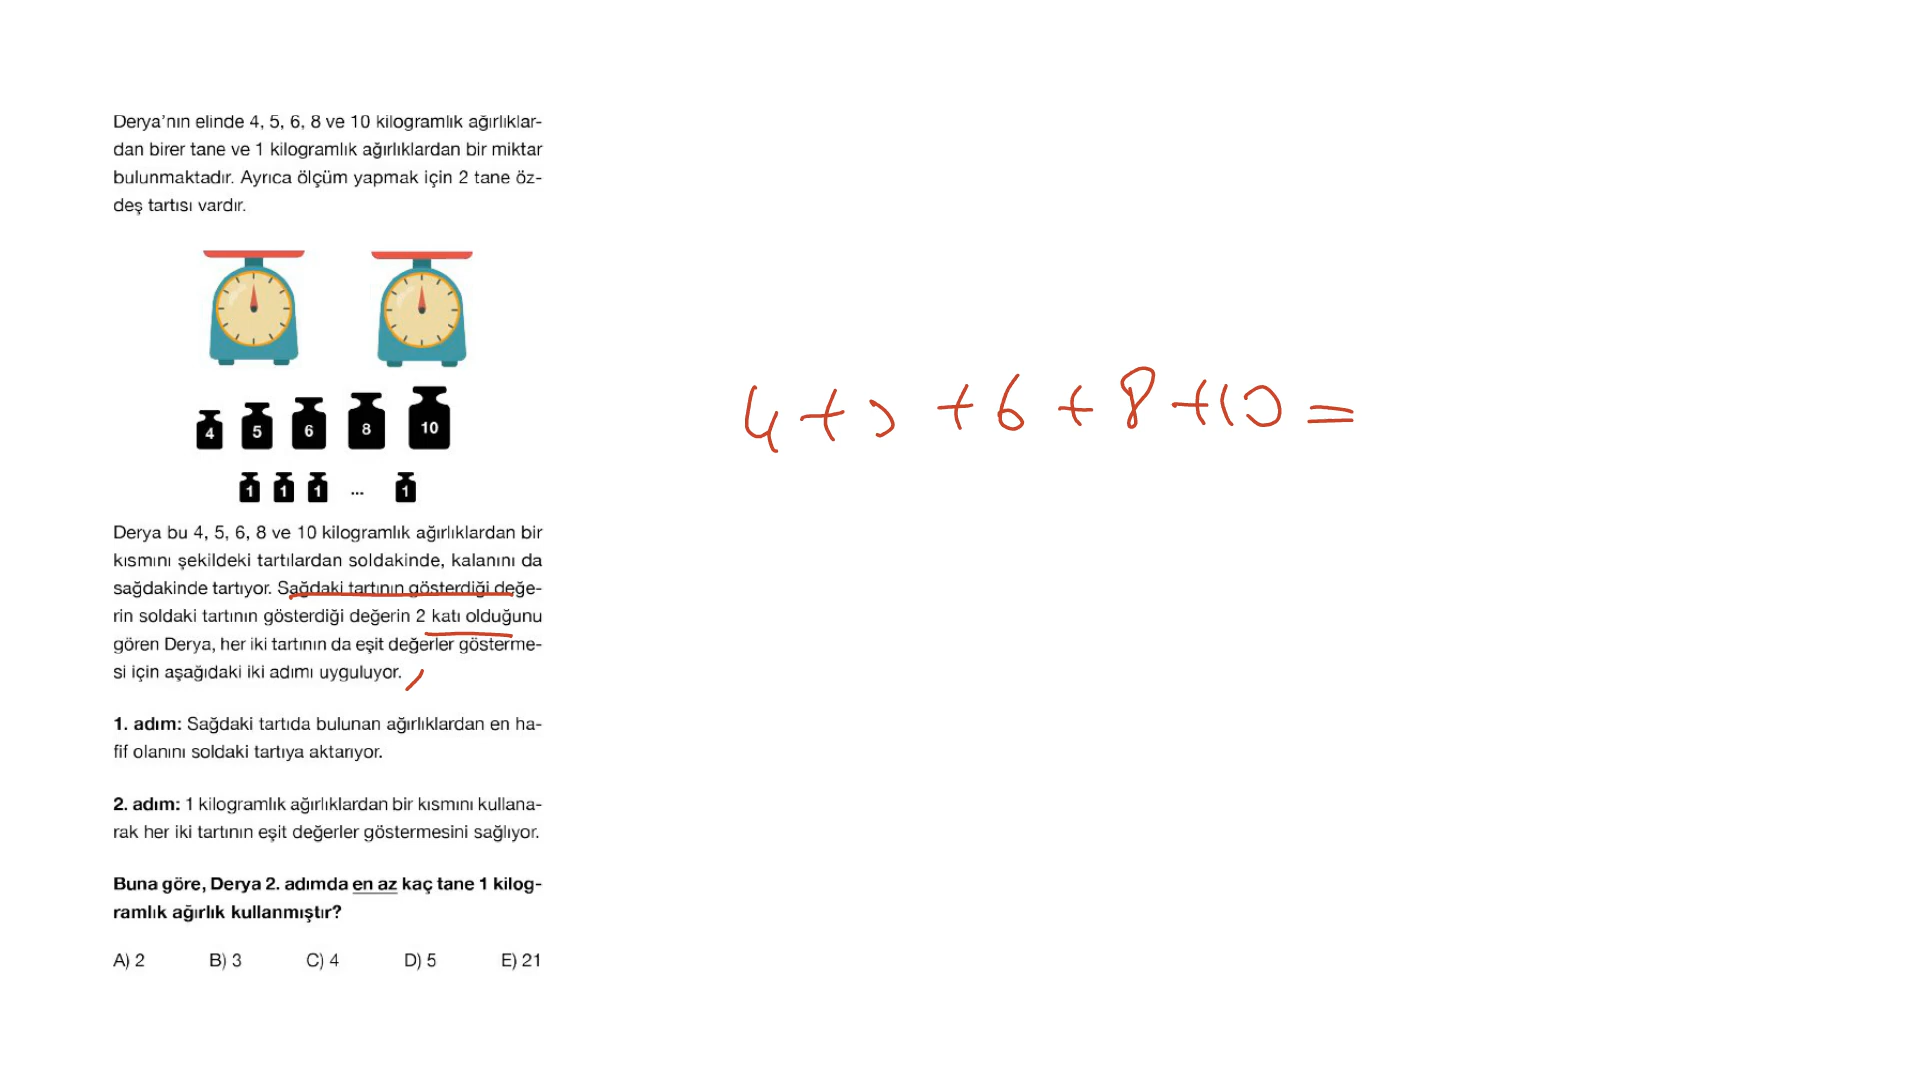 Derya'nın elinde 4, 5, 6, 8 ve 10 kilogramlık ağırlıklar-
dan birer tane ve 1 kilogramlık ağırlıklardan bir miktar
bulunmaktadır. Ayrıca ölçüm yapmak için 2 tane öz-
deş tartısı vardır.
4 5 6 8 10
1 1 1 ... 1
Derya bu 4, 5, 6, 8 ve 10 kilogramlık ağırlıklardan bir
kısmını şekildeki tartılardan soldakinde, kalanını da
sağdakinde tartıyor. Sağdaki tartının gösterdiği değe-
rin soldaki tartının gösterdiği değerin 2 katı olduğunu
gören Derya, her iki tartının da eşit değerler gösterme-
si için aşağıdaki iki adımı uyguluyor.
1. adım: Sağdaki tartıda bulunan ağırlıklardan en ha-
fif olanını soldaki tartıya aktarıyor.
2. adım: 1 kilogramlık ağırlıklardan bir kısmını kullana-
rak her iki tartının eşit değerler göstermesini sağlıyor.
Buna göre, Derya 2. adımda en az kaç tane 1 kilog-
ramlık ağırlık kullanmıştır?
A) 2 B) 3 C) 4 D) 5 E) 21
4 + 5 + 6 + 8 + 10 =